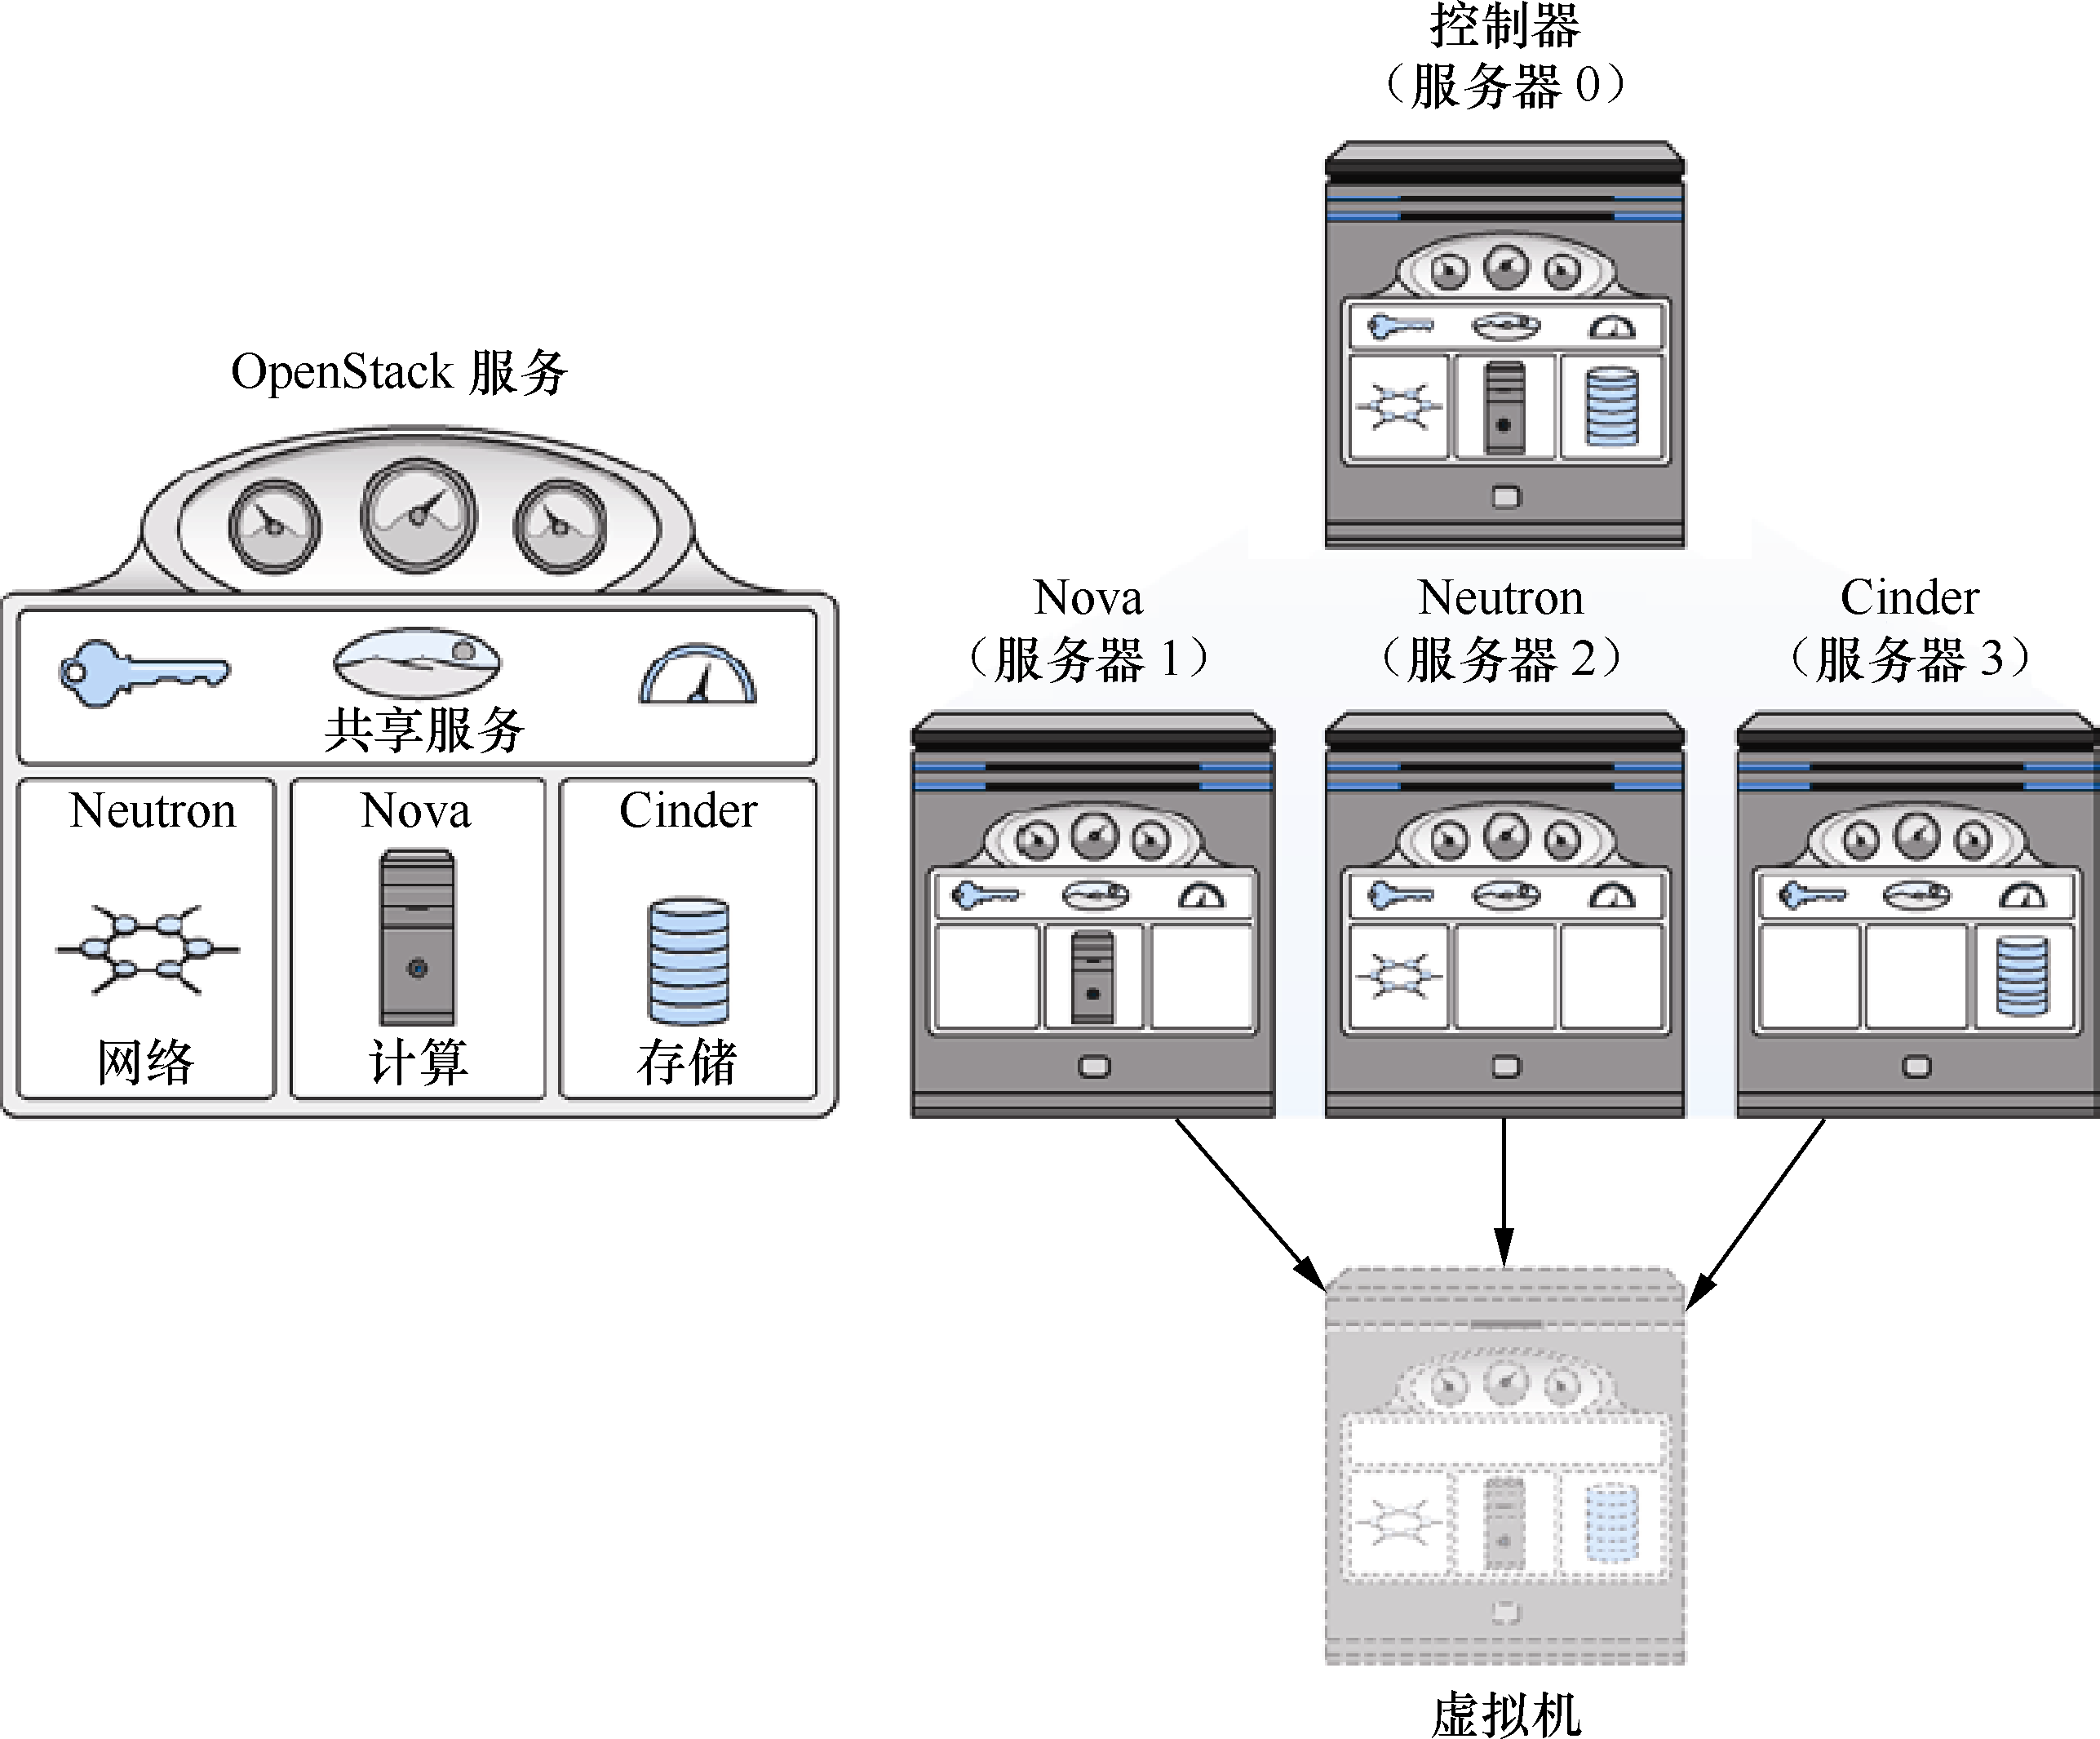 控制器
（服务器 0）
OpenStack 服务
共享服务
Neutron
Nova
Cinder
网络
计算
存储
Nova
（服务器 1）
Neutron
（服务器 2）
Cinder
（服务器 3）
虚拟机